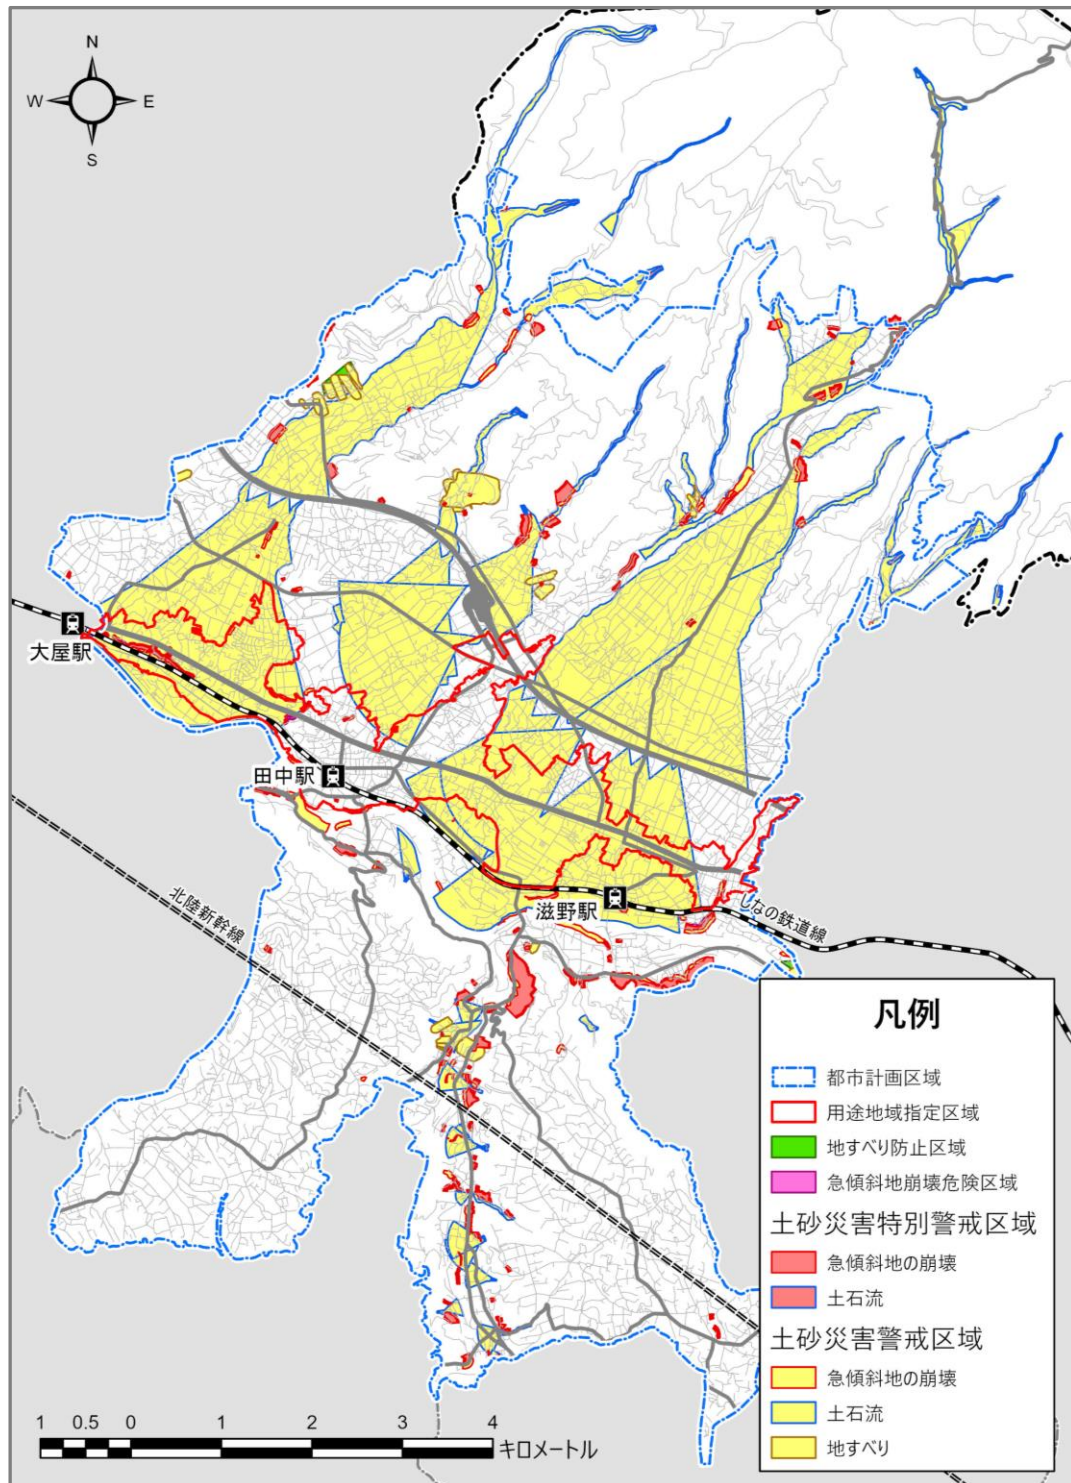 N
W E
S
大屋駅
田中駅
滋野駅
しなの鉄道線
北陸新幹線
凡例
都市計画区域
用途地域指定区域
地すべり防止区域
急傾斜地崩壊危険区域
土砂災害特別警戒区域
急傾斜地の崩壊
土石流
土砂災害警戒区域
急傾斜地の崩壊
土石流
地すべり
1 0.5 0 1 2 3 4
キロメートル